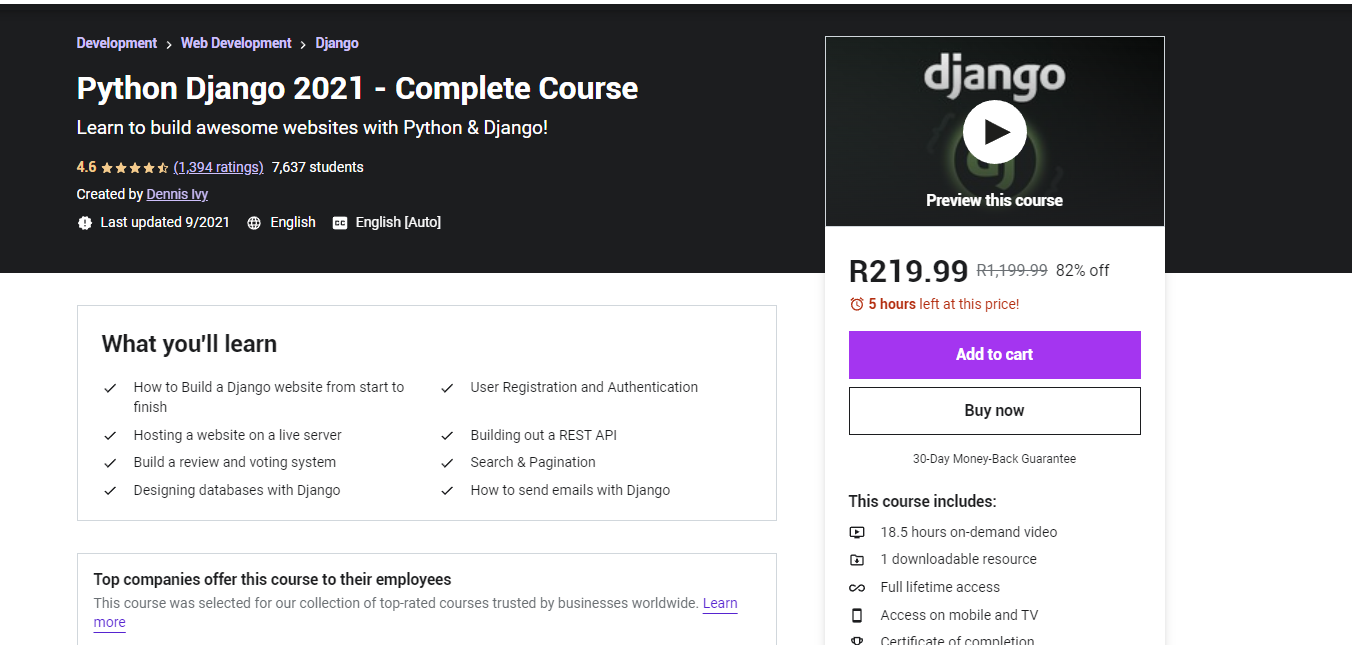 Development > Web Development > Django
Python Django 2021 - Complete Course
Learn to build awesome websites with Python & Django!
4.6 (1,394 ratings) 7,637 students
Created by Dennis Ivy
Last updated 9/2021 English CC English [Auto]
django
dj
Preview this course
R219.99 R1,199.99 82% off
5 hours left at this price!
Add to cart
Buy now
30-Day Money-Back Guarantee
This course includes:
18.5 hours on-demand video
1 downloadable resource
Full lifetime access
Access on mobile and TV
Certificate of completion
What you'll learn
How to Build a Django website from start to
finish
User Registration and Authentication
Hosting a website on a live server
Building out a REST API
Build a review and voting system
Search & Pagination
Designing databases with Django
How to send emails with Django
Top companies offer this course to their employees
This course was selected for our collection of top-rated courses trusted by businesses worldwide. Learn
more